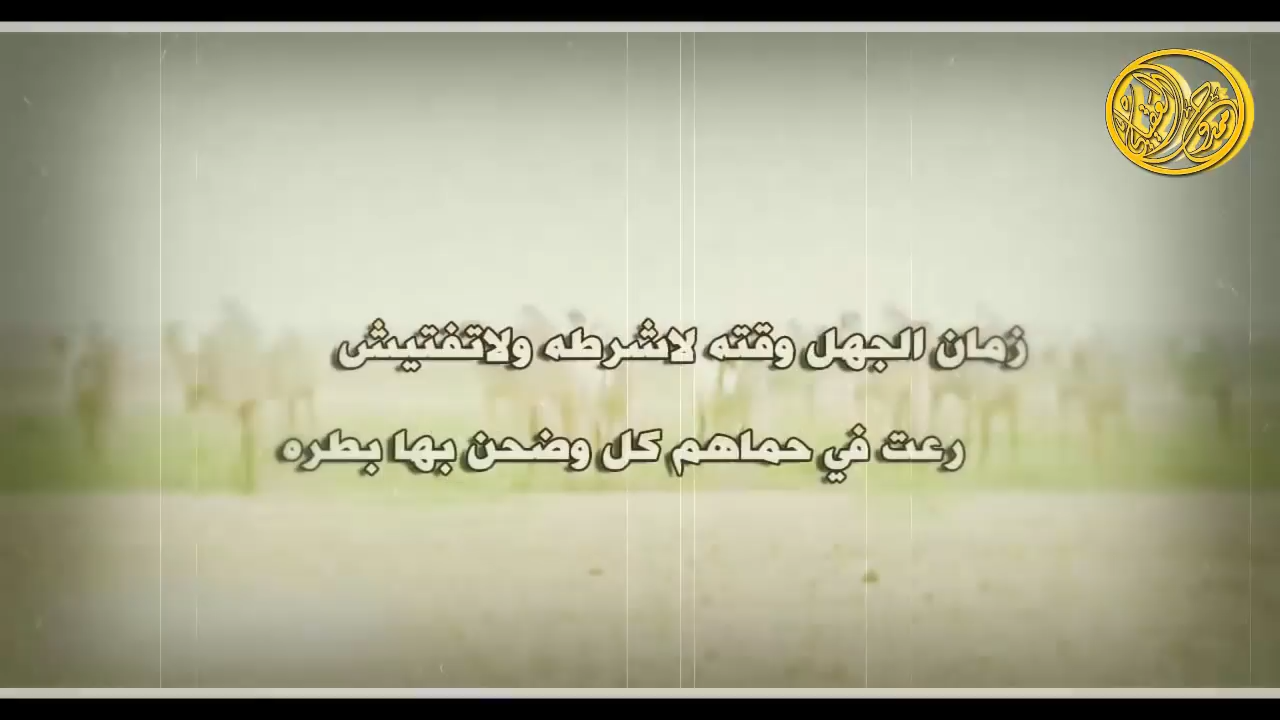 زمان الجهل وقته لاشرطه ولاتفتيش
رعت في حماهم كل وضحن بها بطره